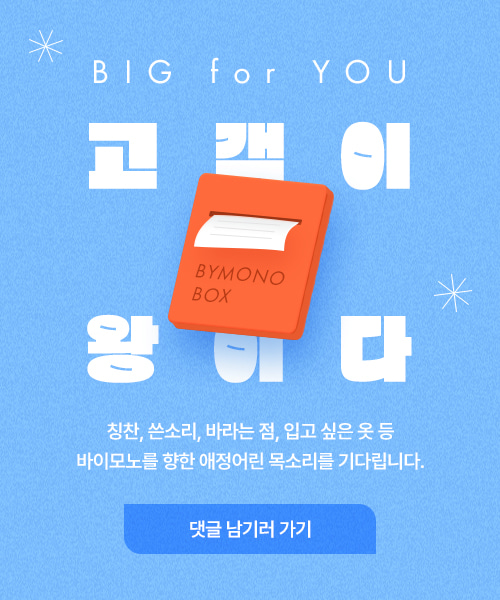 BIG for YOU
고객이
왕이다
BYMONO
BOX
칭찬, 쓴소리, 바라는 점, 입고 싶은 옷 등
바이모노를 향한 애정어린 목소리를 기다립니다.
댓글 남기러 가기